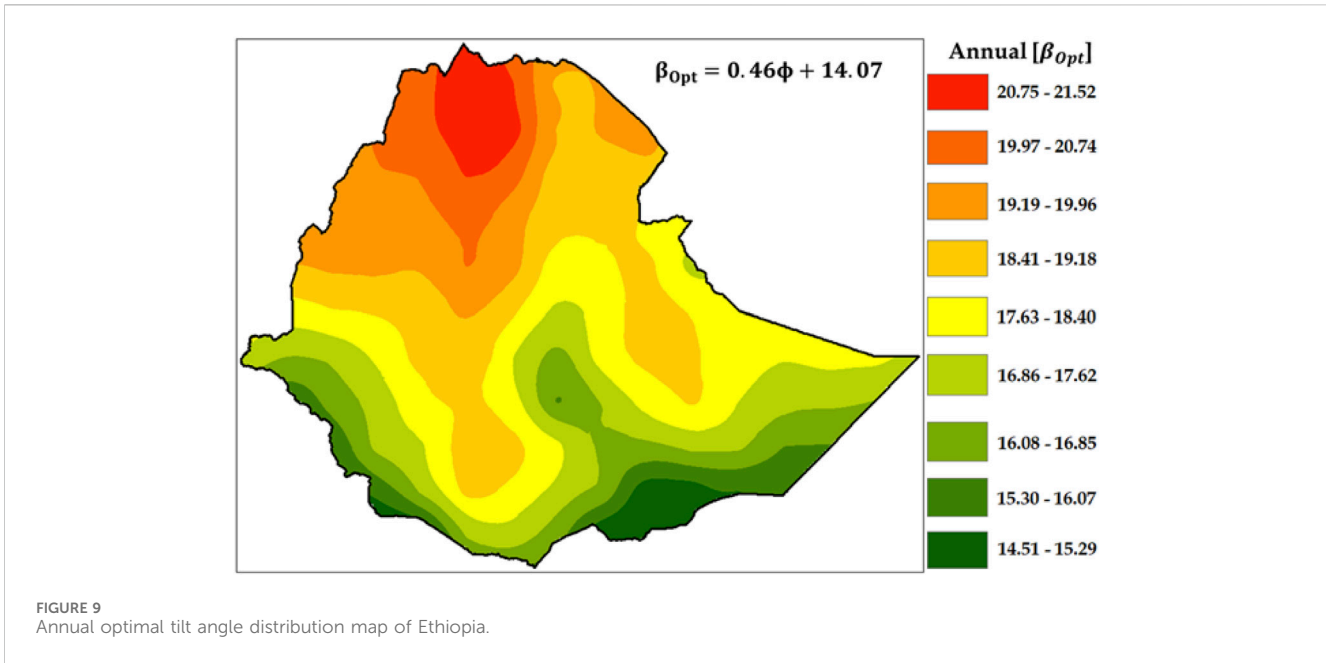 β_Opt = 0.46ϕ + 14.07
Annual [β_Opt]
20.75 - 21.52
19.97 - 20.74
19.19 - 19.96
18.41 - 19.18
17.63 - 18.40
16.86 - 17.62
16.08 - 16.85
15.30 - 16.07
14.51 - 15.29
FIGURE 9
Annual optimal tilt angle distribution map of Ethiopia.